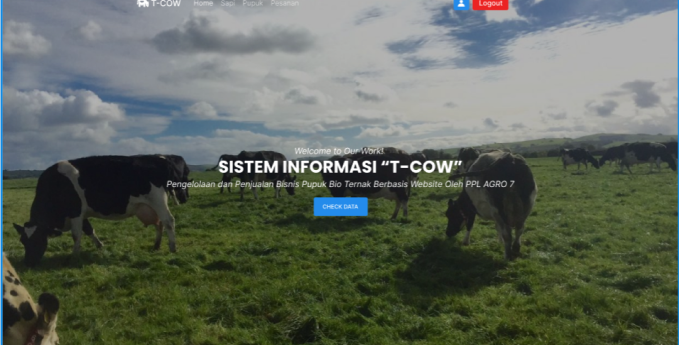 T-COW Home Sapi Pupuk Pesanan Logout
Welcome to Our Work!
SISTEM INFORMASI “T-COW”
Pengelolaan dan Penjualan Bisnis Pupuk Bio Ternak Berbasis Website Oleh PPL AGRO 7
CHECK DATA